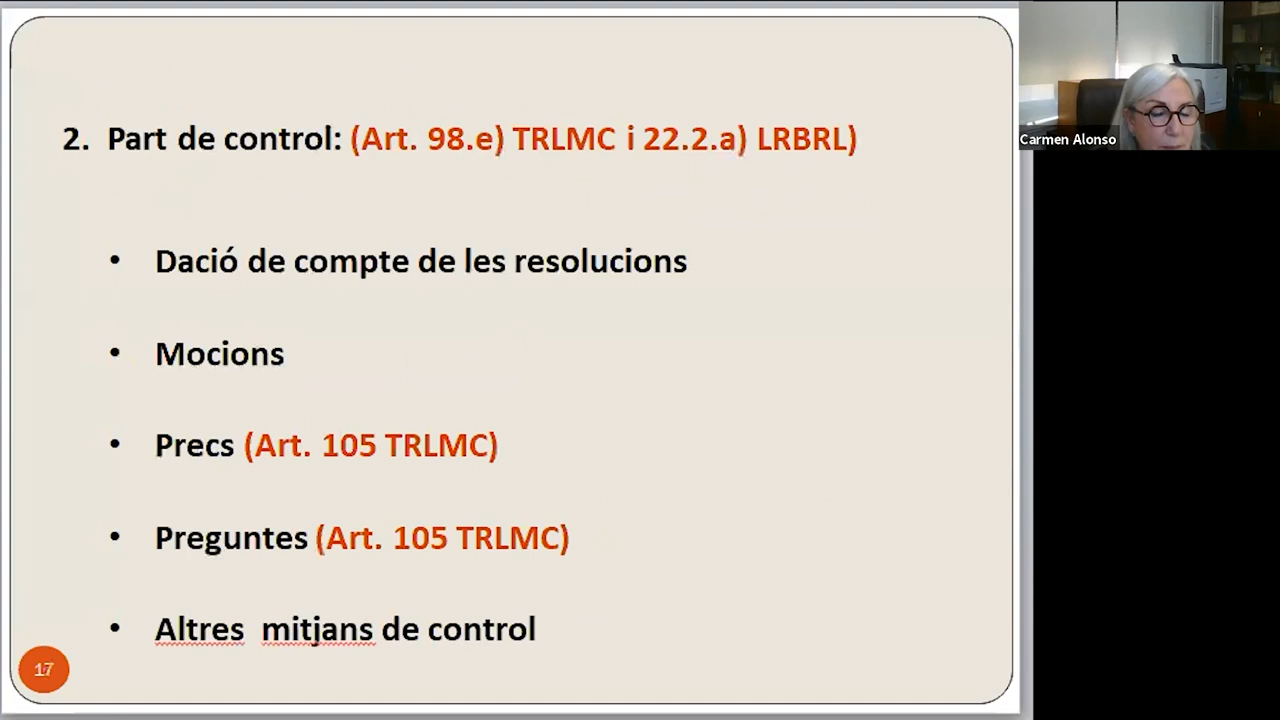 2. Part de control: (Art. 98.e) TRLMC i 22.2.a) LRBRL)
• Dació de compte de les resolucions
• Mocions
• Precs (Art. 105 TRLMC)
• Preguntes (Art. 105 TRLMC)
• Altres mitjans de control
17
Carmen Alonso